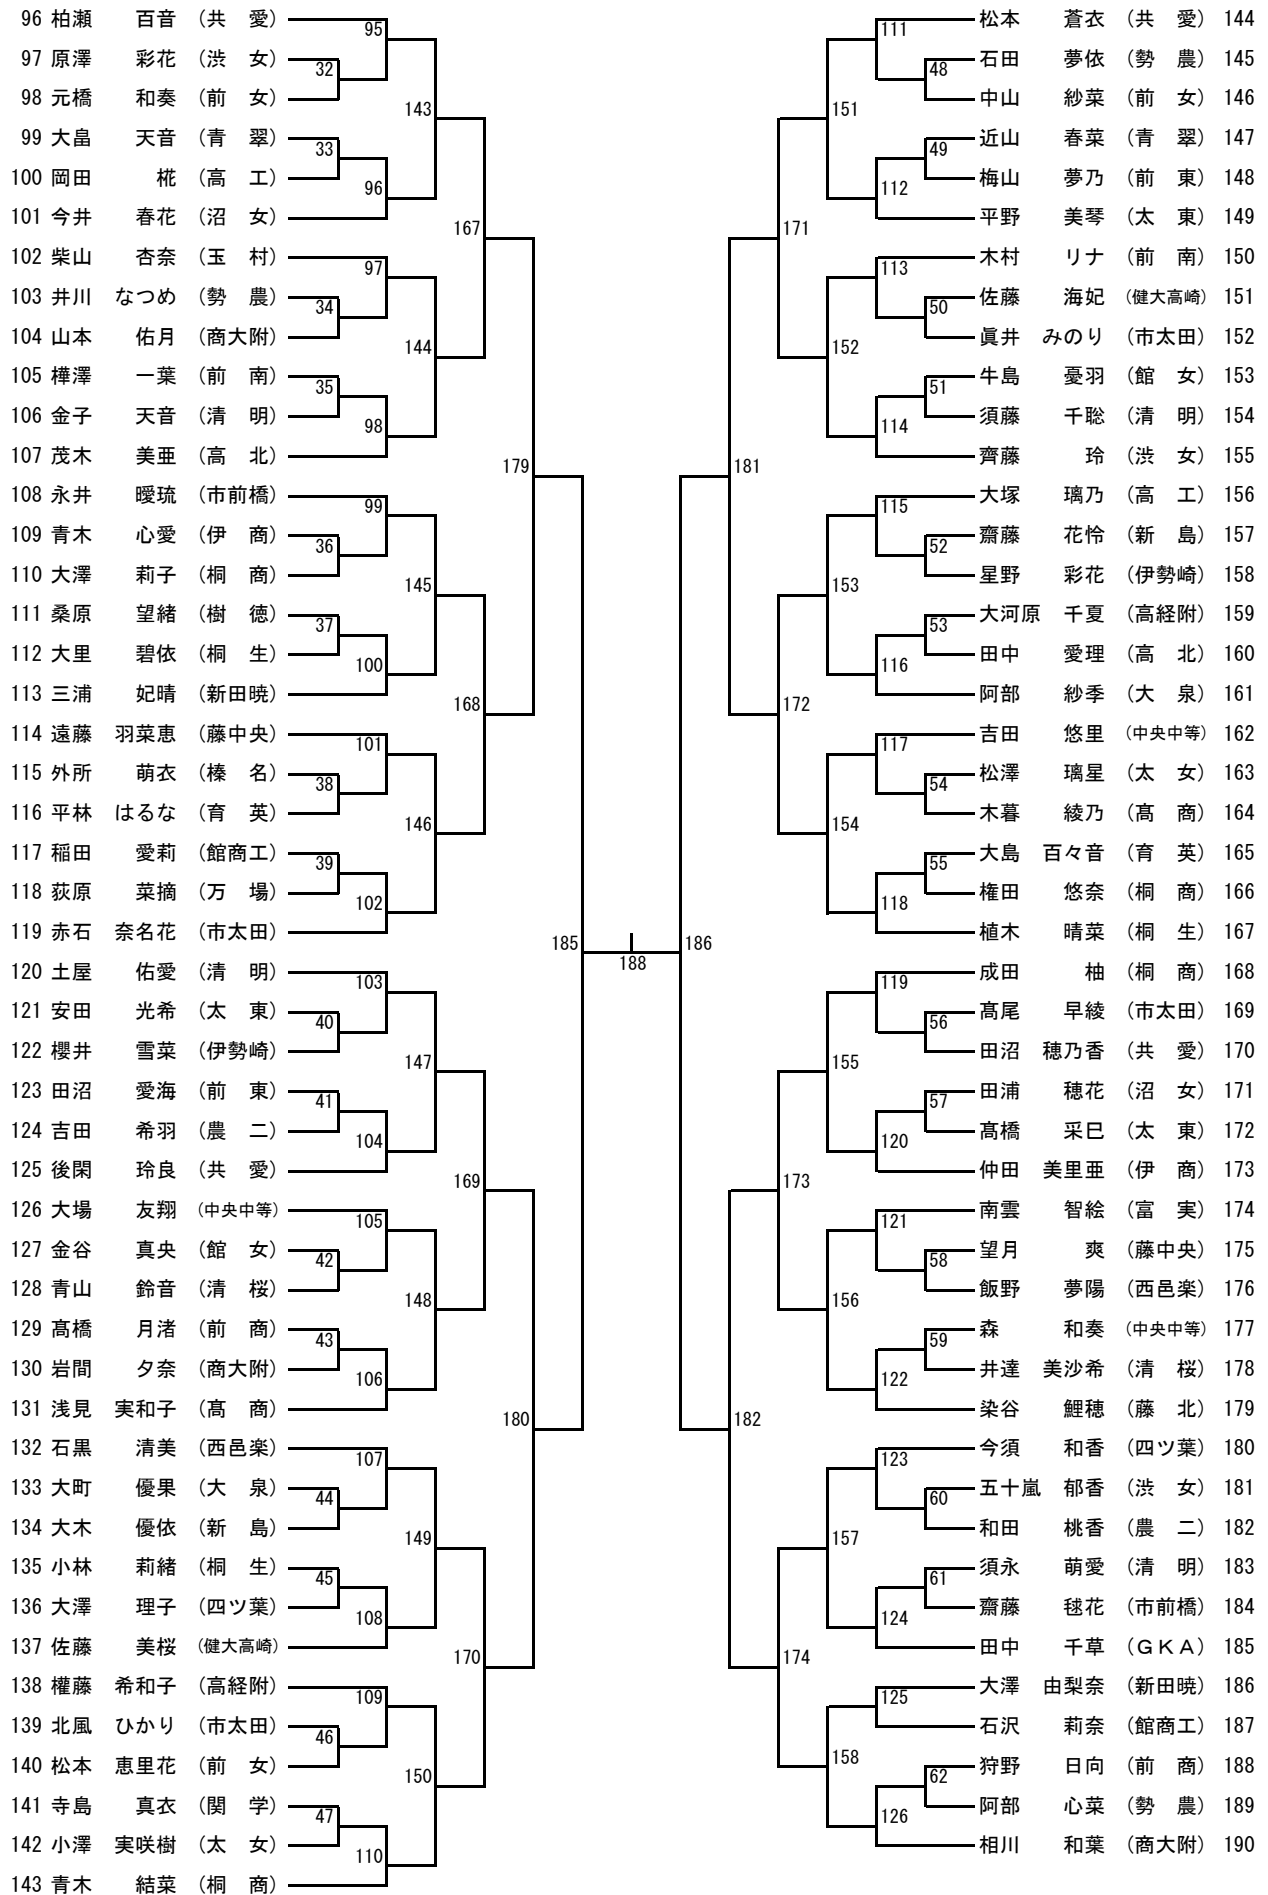 96 柏瀬 百音 (共 愛)
97 原澤 彩花 (渋 女)
98 元橋 和奏 (前 女)
99 大畠 天音 (青 翠)
100 岡田 椛 (高 工)
101 今井 春花 (沼 女)
102 柴山 杏奈 (玉 村)
103 井川 なつめ (勢 農)
104 山本 佑月 (商大附)
105 樺澤 一葉 (前 南)
106 金子 天音 (清 明)
107 茂木 美亜 (高 北)
108 永井 曖琉 (市前橋)
109 青木 心愛 (伊 商)
110 大澤 莉子 (桐 商)
111 桑原 望緒 (樹 徳)
112 大里 碧依 (桐 生)
113 三浦 妃晴 (新田暁)
114 遠藤 羽菜恵 (藤中央)
115 外所 萌衣 (榛 名)
116 平林 はるな (育 英)
117 稲田 愛莉 (館商工)
118 荻原 菜摘 (万 場)
119 赤石 奈名花 (市太田)
120 土屋 佑愛 (清 明)
121 安田 光希 (太 東)
122 櫻井 雪菜 (伊勢崎)
123 田沼 愛海 (前 東)
124 吉田 希羽 (農 二)
125 後閑 玲良 (共 愛)
126 大場 友翔 (中央中等)
127 金谷 真央 (館 女)
128 青山 鈴音 (清 桜)
129 髙橋 月渚 (前 商)
130 岩間 夕奈 (商大附)
131 浅見 実和子 (髙 商)
132 石黒 清美 (西邑楽)
133 大町 優果 (大 泉)
134 大木 優依 (新 島)
135 小林 莉緒 (桐 生)
136 大澤 理子 (四ツ葉)
137 佐藤 美桜 (健大高崎)
138 權藤 希和子 (高経附)
139 北風 ひかり (市太田)
140 松本 恵里花 (前 女)
141 寺島 真衣 (関 学)
142 小澤 実咲樹 (太 女)
143 青木 結菜 (桐 商)
95
32
143
33
96
167
97
34
144
35
98
179
99
36
145
37
100
168
101
38
146
39
102
185
103
40
147
41
104
169
105
42
148
43
106
180
107
44
149
45
108
170
109
46
150
47
110
188
186
111
48
151
49
112
171
113
50
152
51
114
181
115
52
153
53
116
172
117
54
154
55
118
119
56
155
57
120
173
121
58
156
59
122
182
123
60
157
61
124
174
125
158
62
126
松本 蒼衣 (共 愛) 144
石田 夢依 (勢 農) 145
中山 紗菜 (前 女) 146
近山 春菜 (青 翠) 147
梅山 夢乃 (前 東) 148
平野 美琴 (太 東) 149
木村 リナ (前 南) 150
佐藤 海妃 (健大高崎) 151
眞井 みのり (市太田) 152
牛島 憂羽 (館 女) 153
須藤 千聡 (清 明) 154
齊藤 玲 (渋 女) 155
大塚 璃乃 (高 工) 156
齋藤 花怜 (新 島) 157
星野 彩花 (伊勢崎) 158
大河原 千夏 (高経附) 159
田中 愛理 (高 北) 160
阿部 紗季 (大 泉) 161
吉田 悠里 (中央中等) 162
松澤 璃星 (太 女) 163
木暮 綾乃 (髙 商) 164
大島 百々音 (育 英) 165
権田 悠奈 (桐 商) 166
植木 晴菜 (桐 生) 167
成田 柚 (桐 商) 168
髙尾 早綾 (市太田) 169
田沼 穂乃香 (共 愛) 170
田浦 穂花 (沼 女) 171
髙橋 采巳 (太 東) 172
仲田 美里亜 (伊 商) 173
南雲 智絵 (富 実) 174
望月 爽 (藤中央) 175
飯野 夢陽 (西邑楽) 176
森 和奏 (中央中等) 177
井達 美沙希 (清 桜) 178
染谷 鯉穂 (藤 北) 179
今須 和香 (四ツ葉) 180
五十嵐 郁香 (渋 女) 181
和田 桃香 (農 二) 182
須永 萌愛 (清 明) 183
齋藤 毬花 (市前橋) 184
田中 千草 (GKA) 185
大澤 由梨奈 (新田暁) 186
石沢 莉奈 (館商工) 187
狩野 日向 (前 商) 188
阿部 心菜 (勢 農) 189
相川 和葉 (商大附) 190